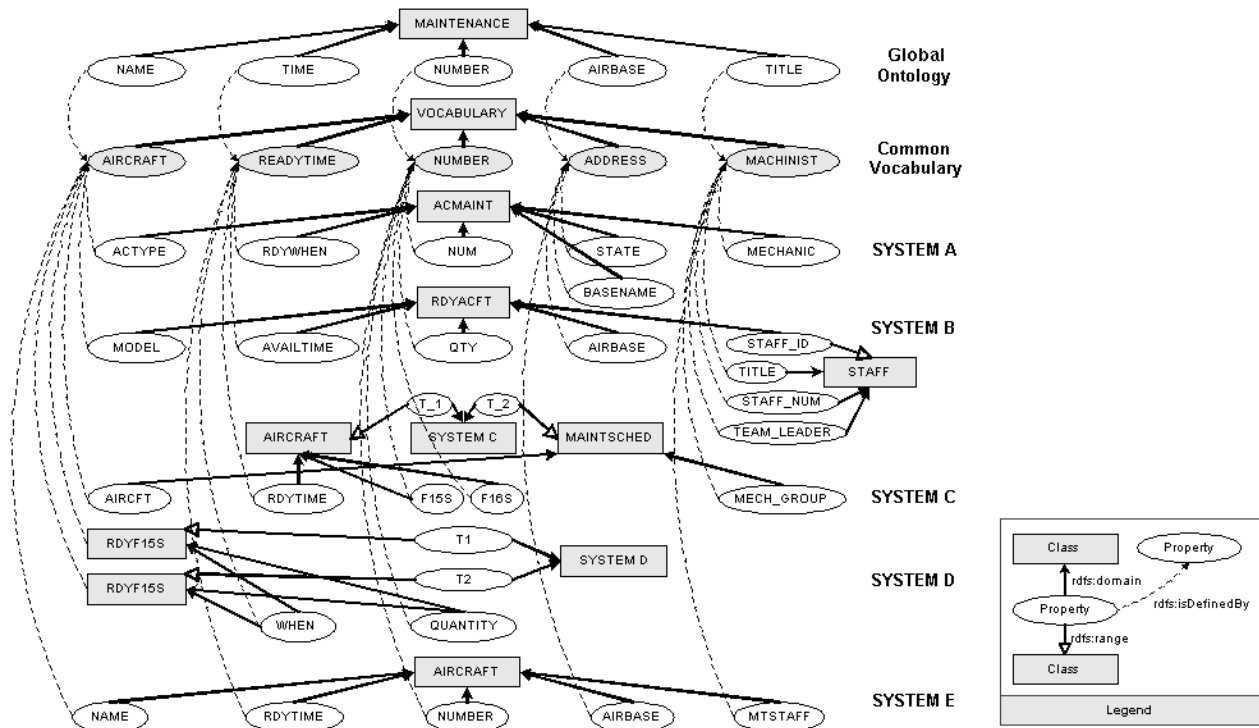 MAINTENANCE
NAME TIME NUMBER AIRBASE TITLE
Global
Ontology
VOCABULARY
AIRCRAFT READYTIME NUMBER ADDRESS MACHINIST
Common
Vocabulary
ACMAINT
ACTYPE RDYWHEN NUM STATE MECHANIC
SYSTEM A
BASENAME
RDYACFT
SYSTEM B
MODEL AVAILTIME QTY AIRBASE STAFF_ID
TITLE STAFF
STAFF_NUM
TEAM_LEADER
T_1 T_2
AIRCRAFT SYSTEM C MAINTSCHED
AIRCFT RDYTIME F15S F16S MECH_GROUP
SYSTEM C
RDYF15S T1
SYSTEM D
RDYF15S T2
SYSTEM D
WHEN QUANTITY
AIRCRAFT
NAME RDYTIME NUMBER AIRBASE MTSTAFF
SYSTEM E
Class Property
rdfs:domain
Property rdfs:isDefinedBy
rdfs:range
Class
Legend